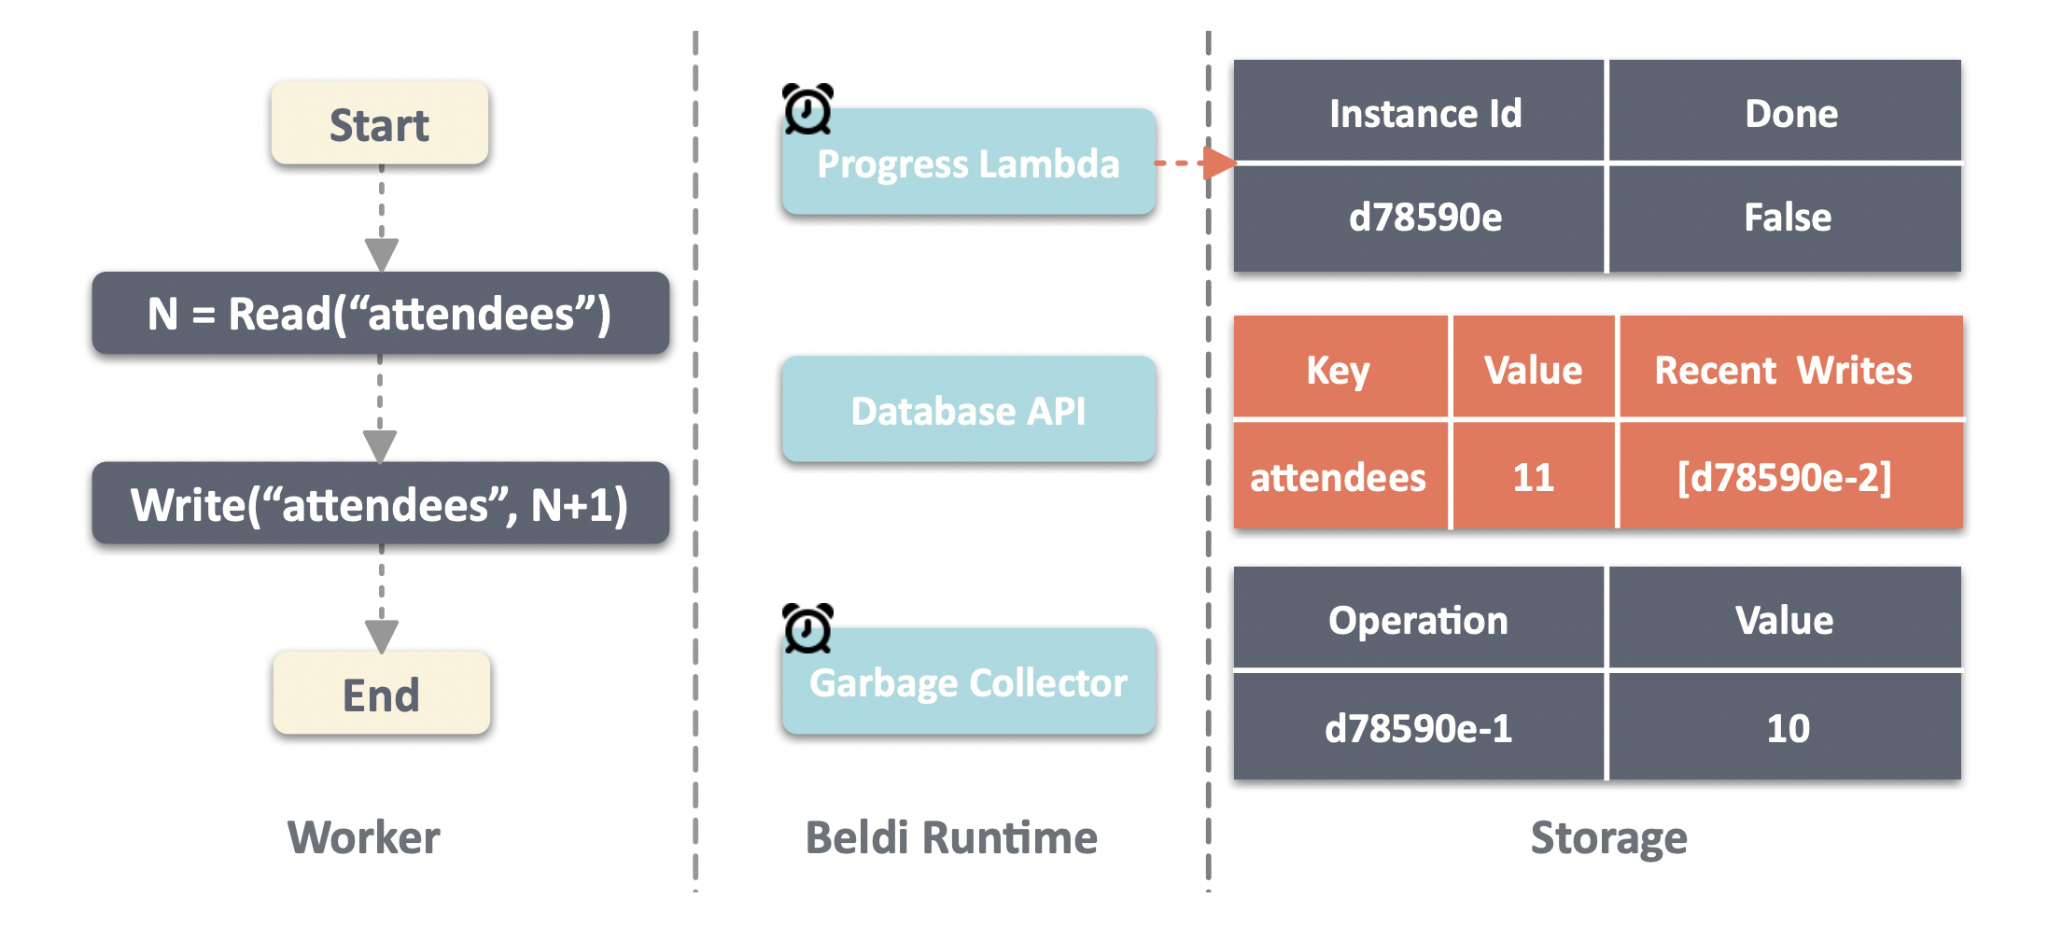 Start
N = Read(“attendees”)
Write(“attendees”, N+1)
End
Worker
Progress Lambda
Database API
Garbage Collector
Beldi Runtime
Instance Id Done
d78590e False
Key Value Recent Writes
attendees 11 [d78590e-2]
Operation Value
d78590e-1 10
Storage